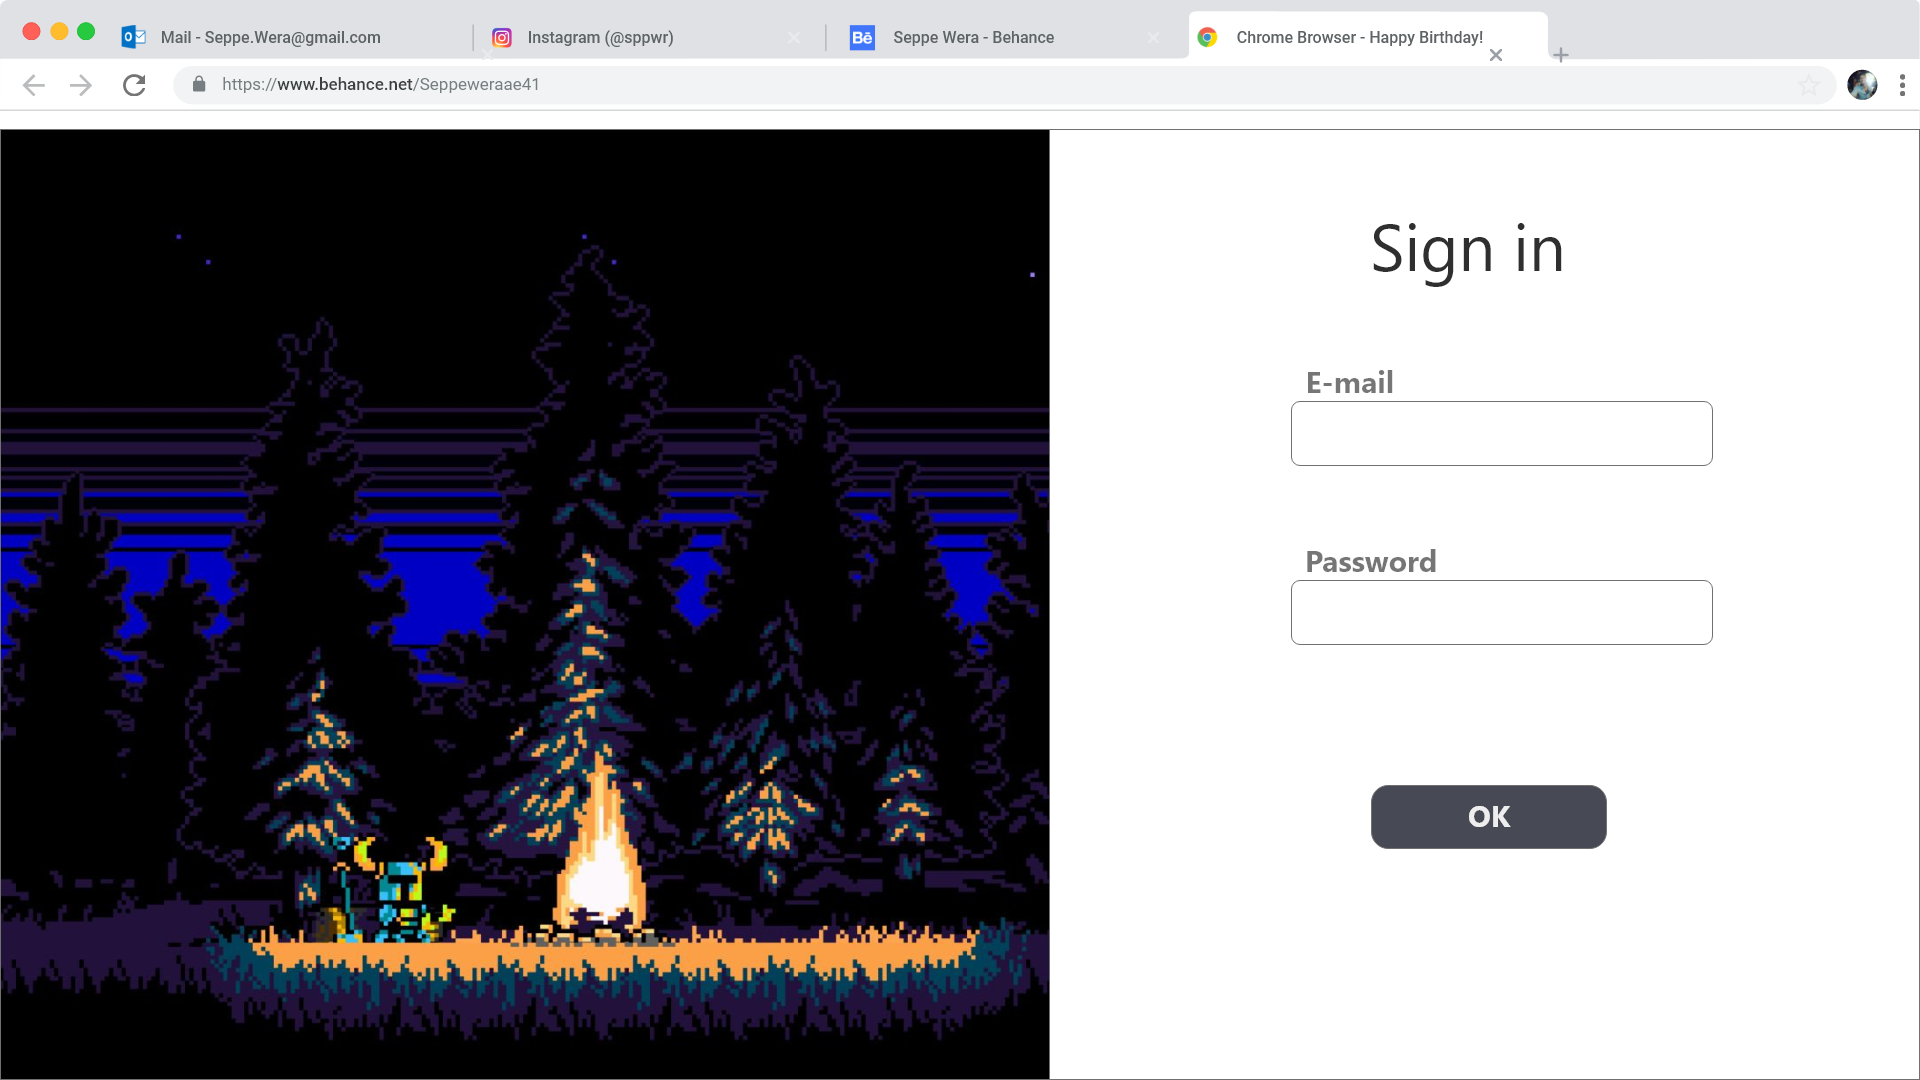 Mail - Seppe.Wera@gmail.com
Instagram (@sppwr)
Bē
Seppe Wera - Behance
Chrome Browser - Happy Birthday!
https://www.behance.net/Seppeweraae41
Sign in
E-mail
Password
OK